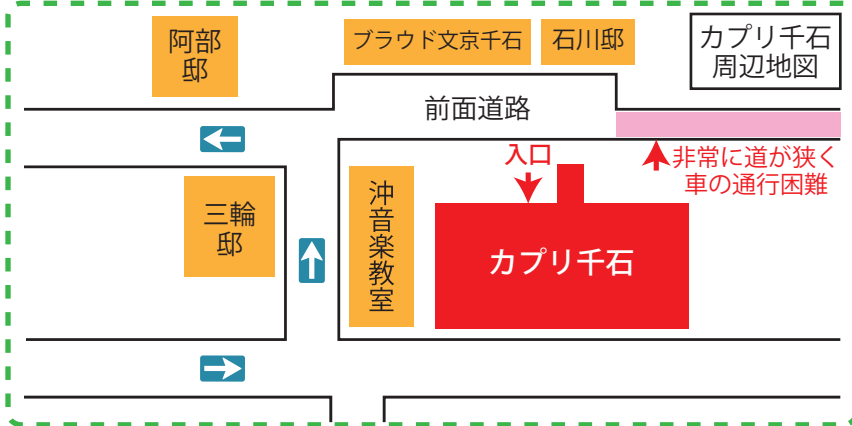 阿部
邸
ブラウド文京千石
石川邸
カプリ千石
周辺地図
前面道路
入口
非常に道が狭く
車の通行困難
三輪
邸
沖音楽教室
カプリ千石